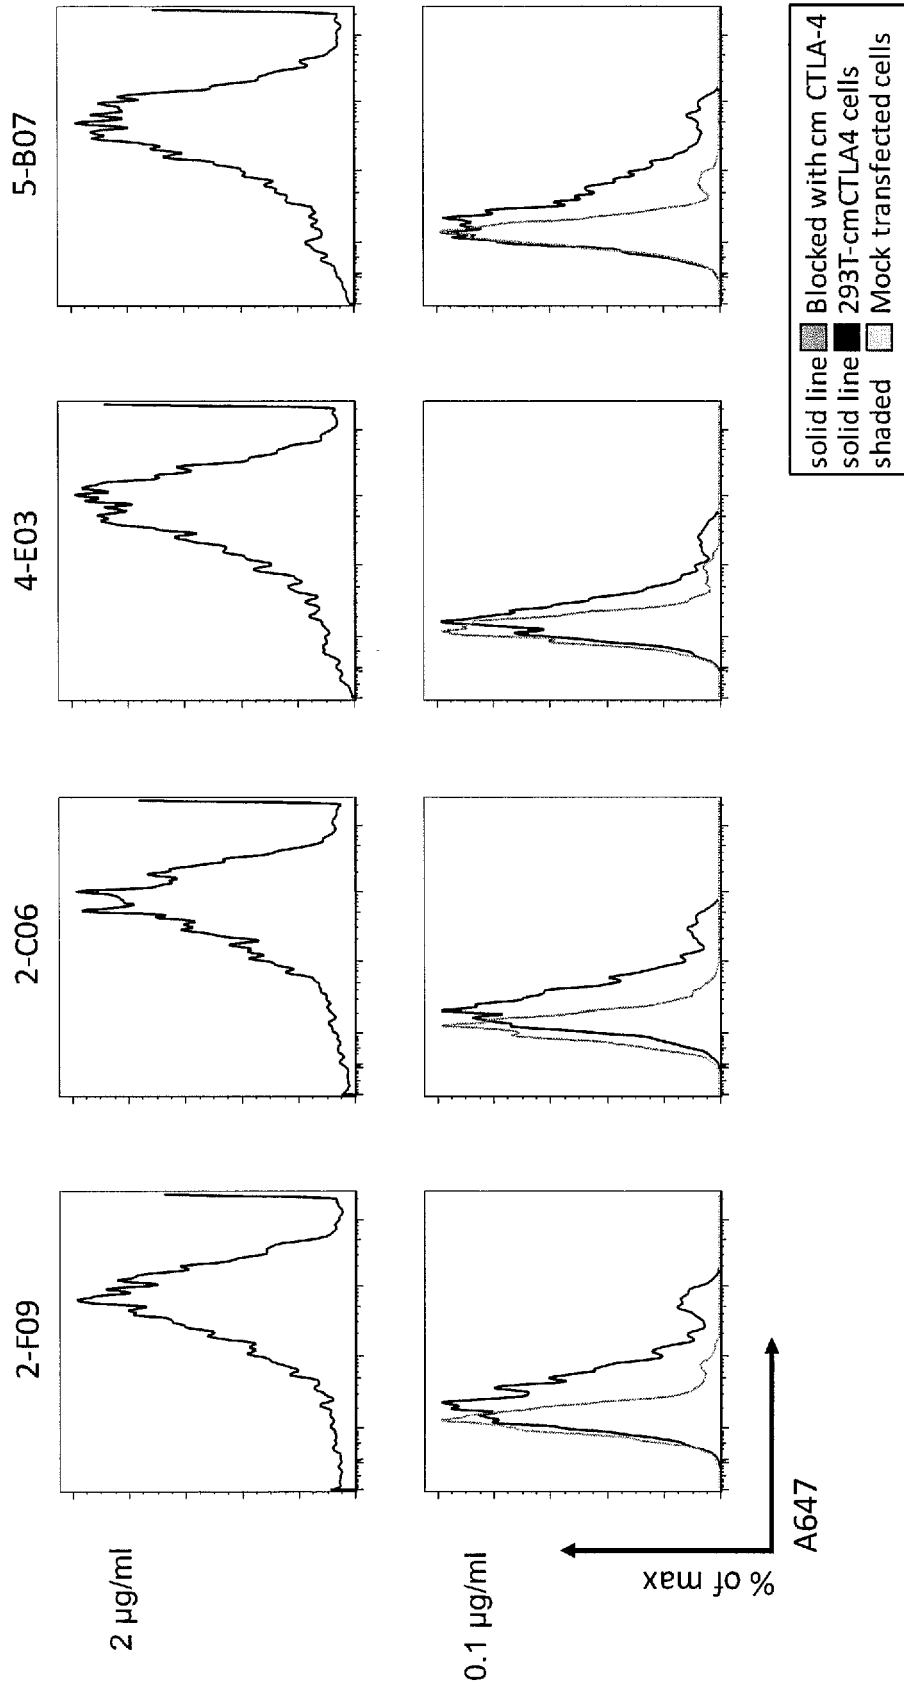 2-F09
2-C06
4-E03
5-B07
2 µg/ml
0.1 µg/ml
% of max
A647
solid line Blocked with cm CTLA-4
solid line 293T-cmCTLA4 cells
shaded Mock transfected cells